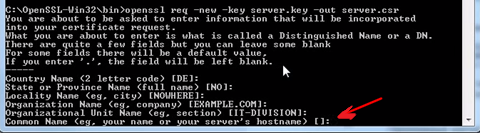 C:\OpenSSL-Win32\bin>openssl req -new -key server.key -out server.csr
You are about to be asked to enter information that will be incorporated
into your certificate request.
What you are about to enter is what is called a Distinguished Name or a DN.
There are quite a few fields but you can leave some blank
For some fields there will be a default value,
If you enter '.', the field will be left blank.
-----
Country Name (2 letter code) [DE]:
State or Province Name (full name) [NO]:
Locality Name (eg, city) [NOWHERE]:
Organization Name (eg, company) [EXAMPLE.COM]:
Organizational Unit Name (eg, section) [IT-DIVISION]:
Common Name (eg, your name or your server's hostname) []: